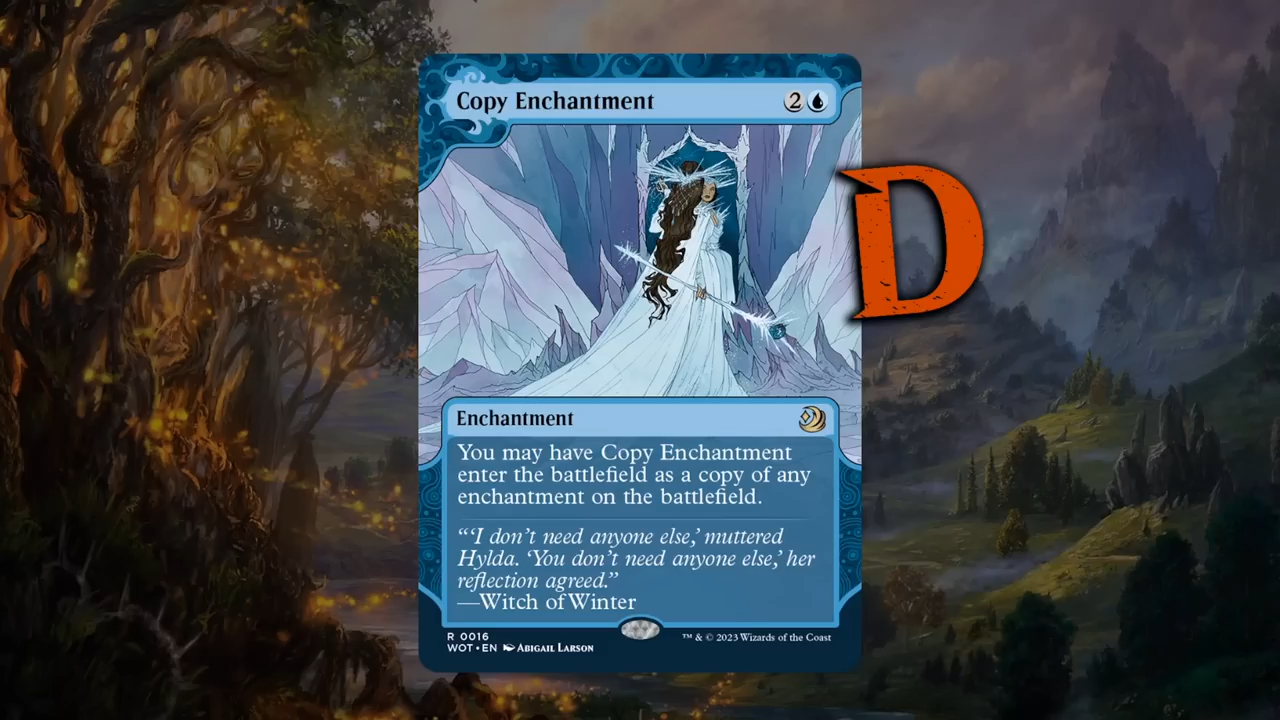 Copy Enchantment
2
D
Enchantment
You may have Copy Enchantment
enter the battlefield as a copy of any
enchantment on the battlefield.
“‘I don’t need anyone else,’ muttered
Hylda. ‘You don’t need anyone else,’ her
reflection agreed.”
—Witch of Winter
R 0016
WOT • EN Abigail Larson
™ & © 2023 Wizards of the Coast